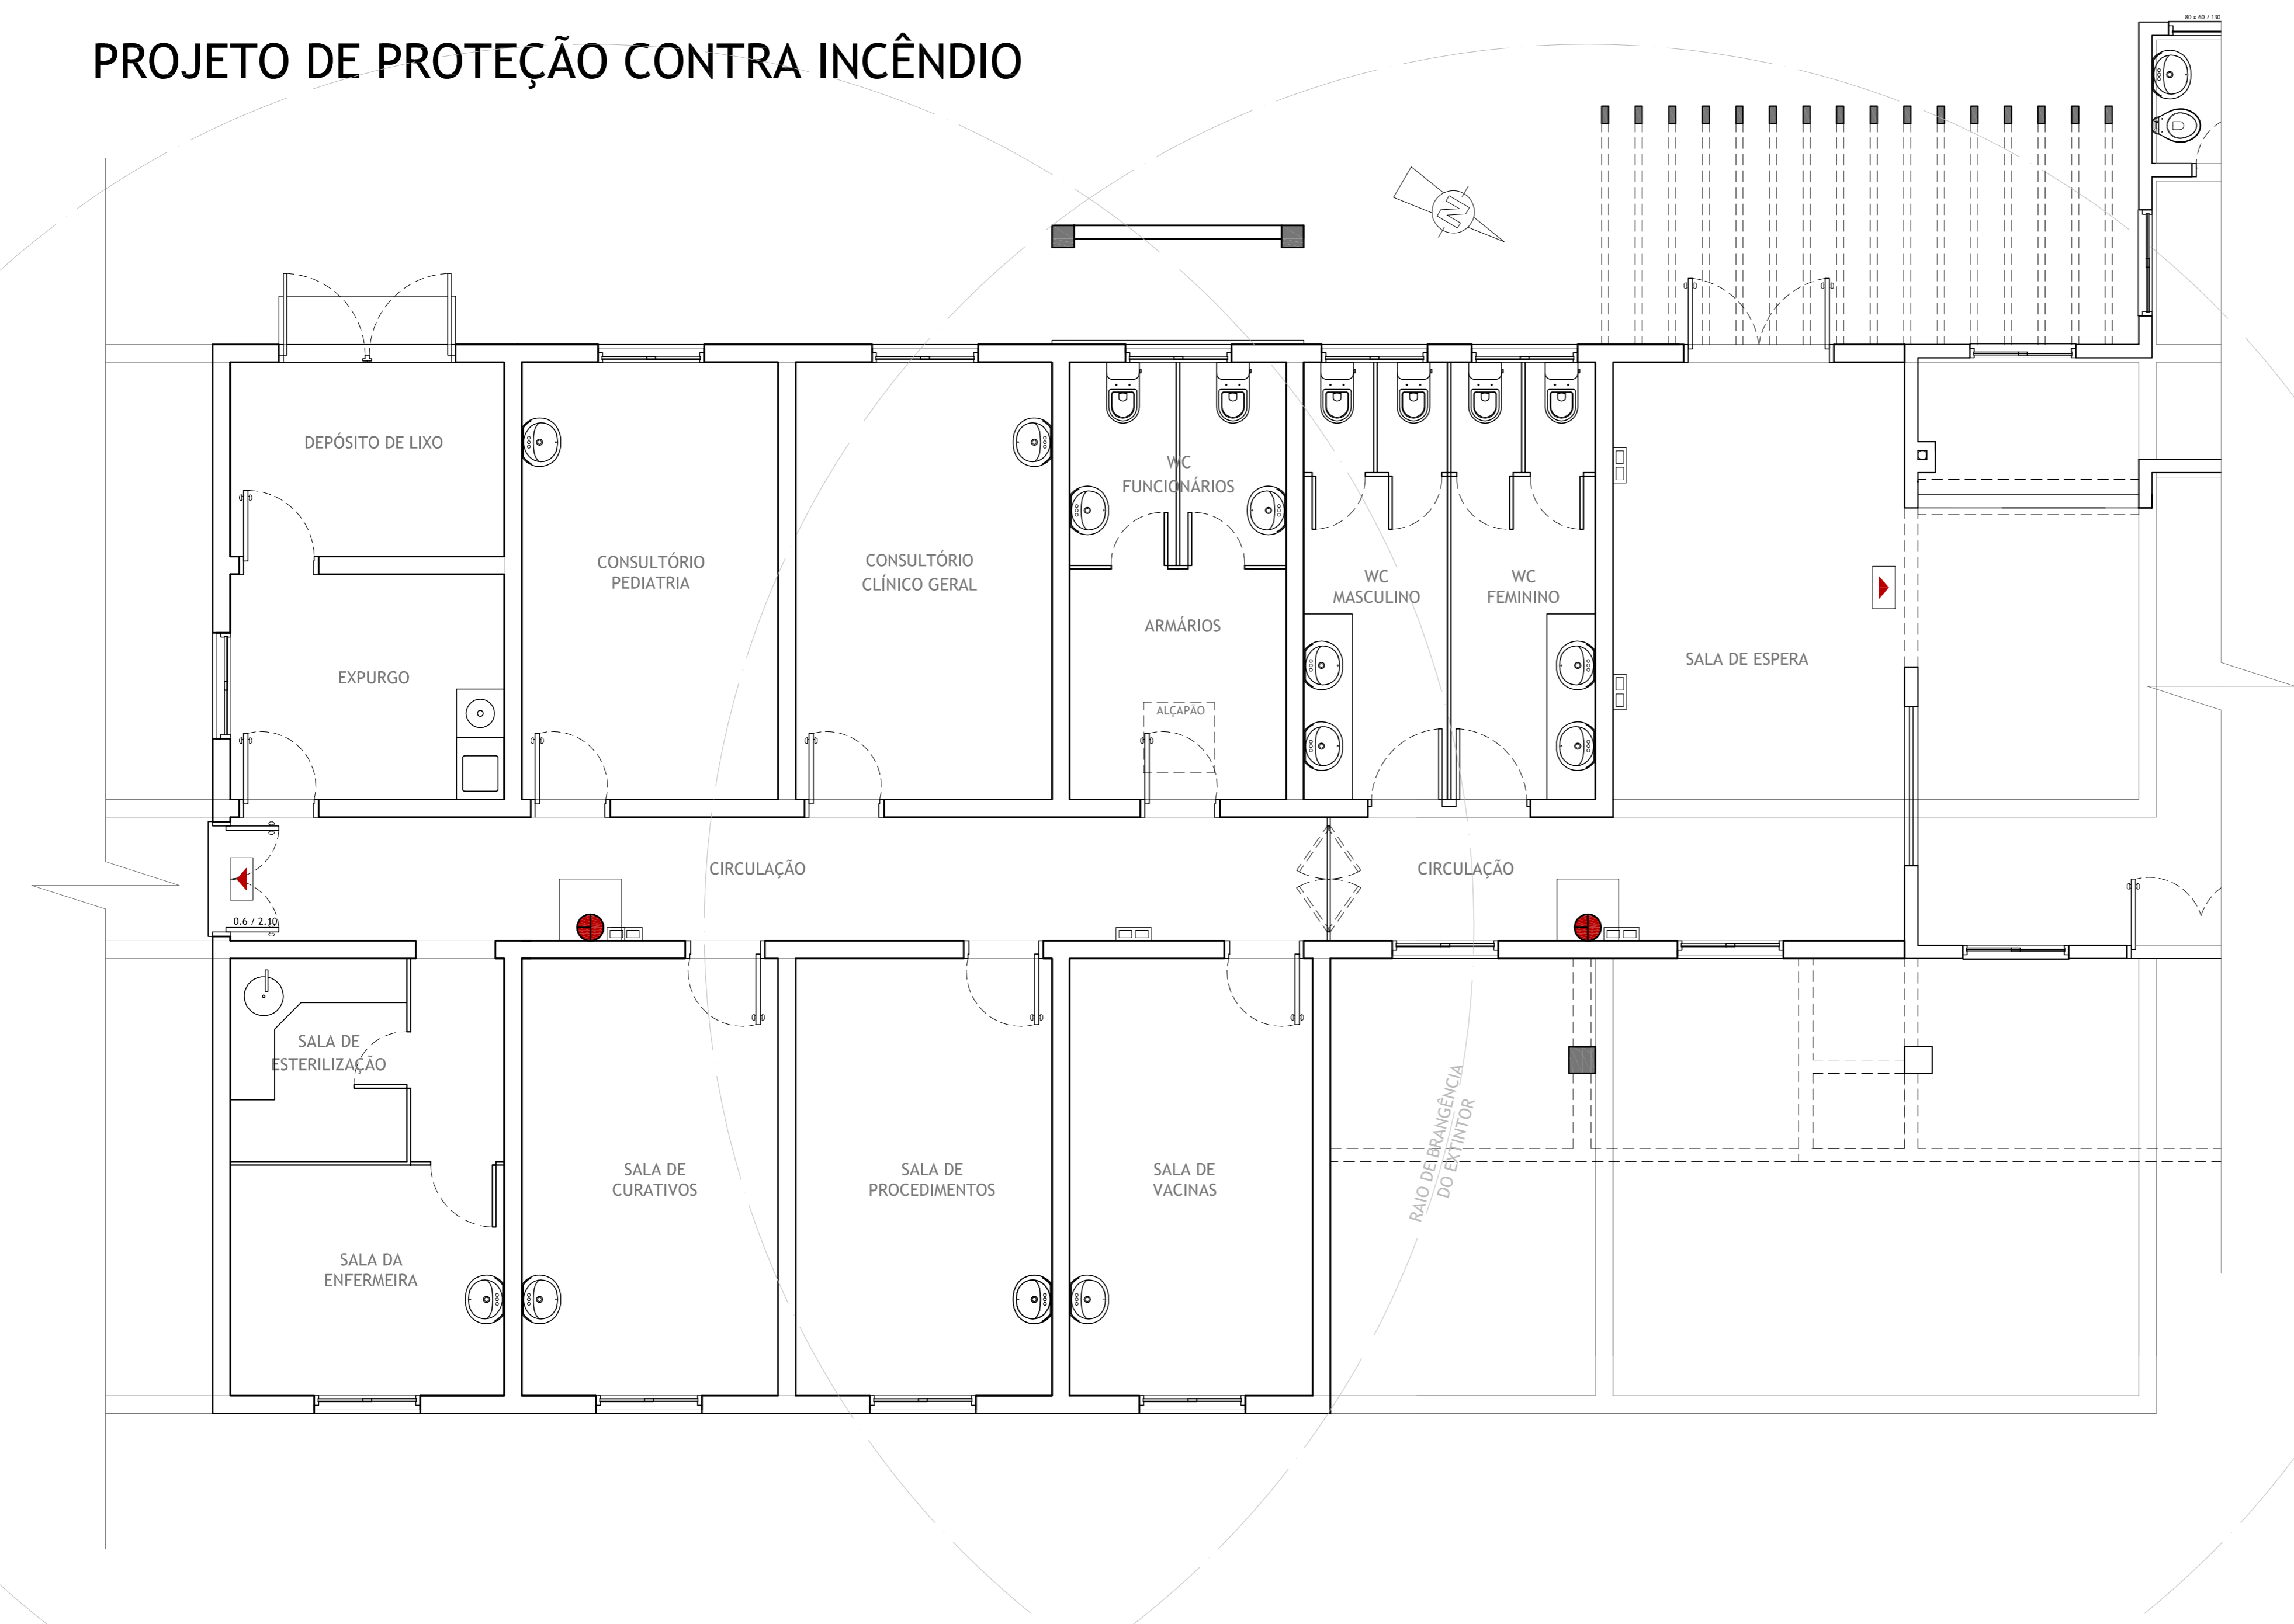 80 x 60 / 130
PROJETO DE PROTEÇÃO CONTRA INCÊNDIO
N
DEPÓSITO DE LIXO
WC
FUNCIONÁRIOS
CONSULTÓRIO
PEDIATRIA
CONSULTÓRIO
CLÍNICO GERAL
WC
MASCULINO
WC
FEMININO
ARMÁRIOS
SALA DE ESPERA
EXPURGO
ALÇAPÃO
CIRCULAÇÃO
CIRCULAÇÃO
0.6 / 2.10
SALA DE
ESTERILIZAÇÃO
RAIO DE BRANGÊNCIA
DO EXTINTOR
SALA DE
CURATIVOS
SALA DE
PROCEDIMENTOS
SALA DE
VACINAS
SALA DA
ENFERMEIRA